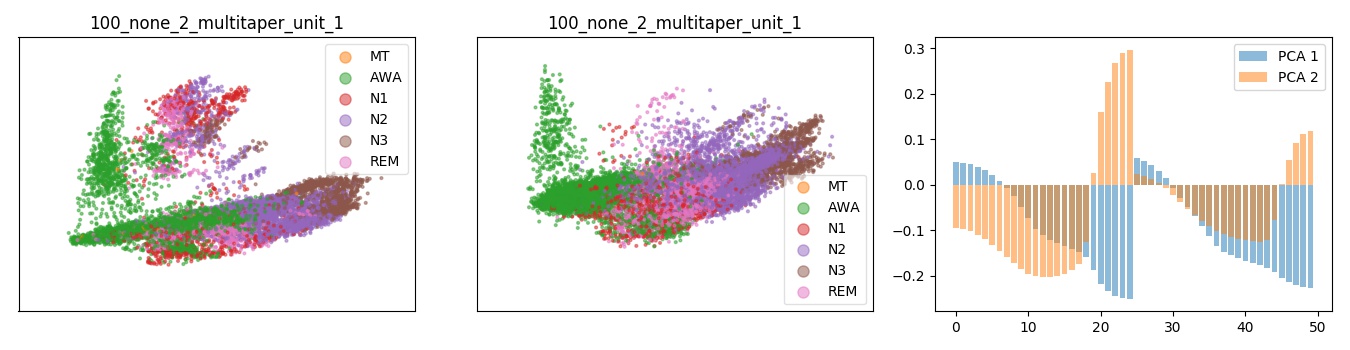 100_none_2_multitaper_unit_1
MT
AWA
N1
N2
N3
REM
100_none_2_multitaper_unit_1
MT
AWA
N1
N2
N3
REM
PCA 1
PCA 2
0.3
0.2
0.1
0.0
−0.1
−0.2
0 10 20 30 40 50